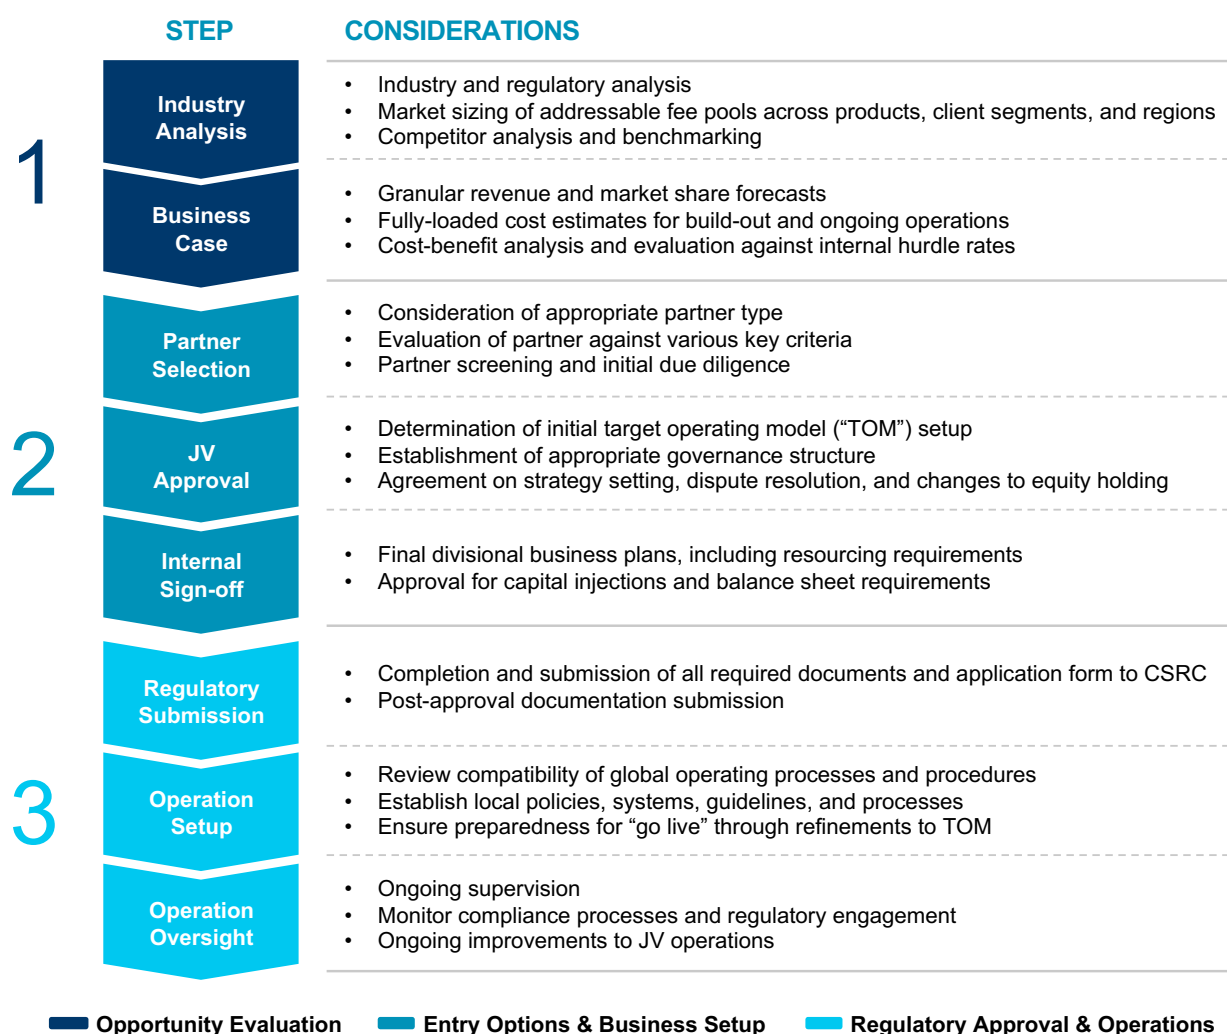 STEP CONSIDERATIONS
1
Industry
Analysis
• Industry and regulatory analysis
• Market sizing of addressable fee pools across products, client segments, and regions
• Competitor analysis and benchmarking
Business
Case
• Granular revenue and market share forecasts
• Fully-loaded cost estimates for build-out and ongoing operations
• Cost-benefit analysis and evaluation against internal hurdle rates
2
Partner
Selection
• Consideration of appropriate partner type
• Evaluation of partner against various key criteria
• Partner screening and initial due diligence
JV
Approval
• Determination of initial target operating model (“TOM”) setup
• Establishment of appropriate governance structure
• Agreement on strategy setting, dispute resolution, and changes to equity holding
Internal
Sign-off
• Final divisional business plans, including resourcing requirements
• Approval for capital injections and balance sheet requirements
3
Regulatory
Submission
• Completion and submission of all required documents and application form to CSRC
• Post-approval documentation submission
Operation
Setup
• Review compatibility of global operating processes and procedures
• Establish local policies, systems, guidelines, and processes
• Ensure preparedness for “go live” through refinements to TOM
Operation
Oversight
• Ongoing supervision
• Monitor compliance processes and regulatory engagement
• Ongoing improvements to JV operations
Opportunity Evaluation Entry Options & Business Setup Regulatory Approval & Operations